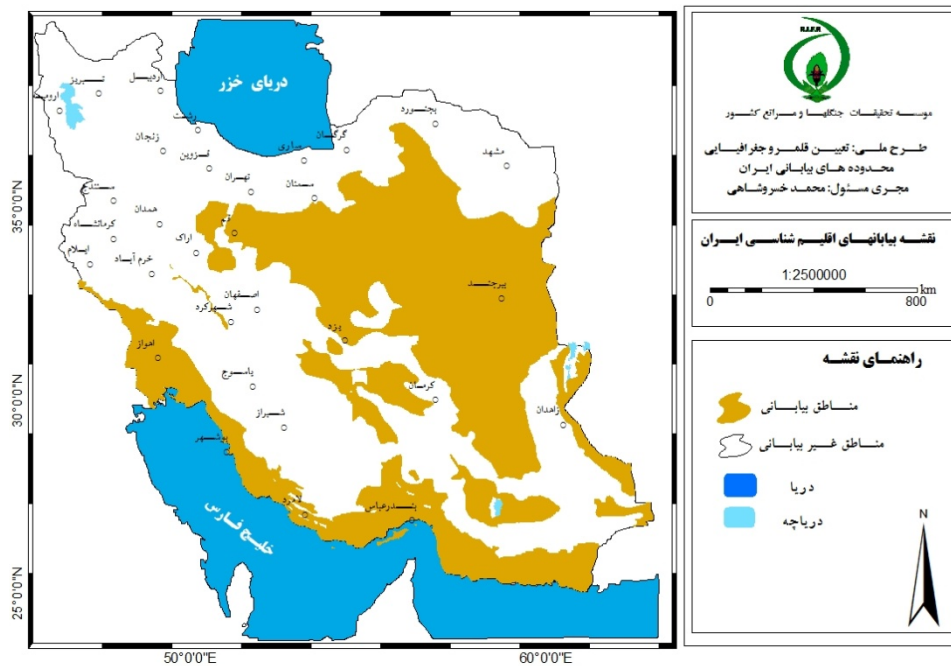 دریای خزر
اردبیل
تبریز
ارومیه
رشت
بجنورد
گرگان
ساری
مشهد
زنجان
قزوین
تهران
سمنان
سنندج
همدان
قم
کرمانشاه
اراک
ایلام
خرم آباد
بیرجند
اصفهان
شهرکرد
یزد
اهواز
یاسوج
کرمان
زاهدان
شیراز
بوشهر
بندرعباس
خلیج فارس
35°0'0"N
30°0'0"N
25°0'0"N
50°0'0"E
60°0'0"E
R.I.F.R
موسسه تحقیقات جنگلها و مراتع کشور
طرح ملی: تعیین قلمرو جغرافیایی
محدوده های بیابانی ایران
مجری مسئول: محمد خسروشاهی
نقشه بیابانهای اقلیم شناسی ایران
1:2500000
0 800 km
راهنمای نقشه
مناطق بیابانی
مناطق غیر بیابانی
دریا
دریاچه
N